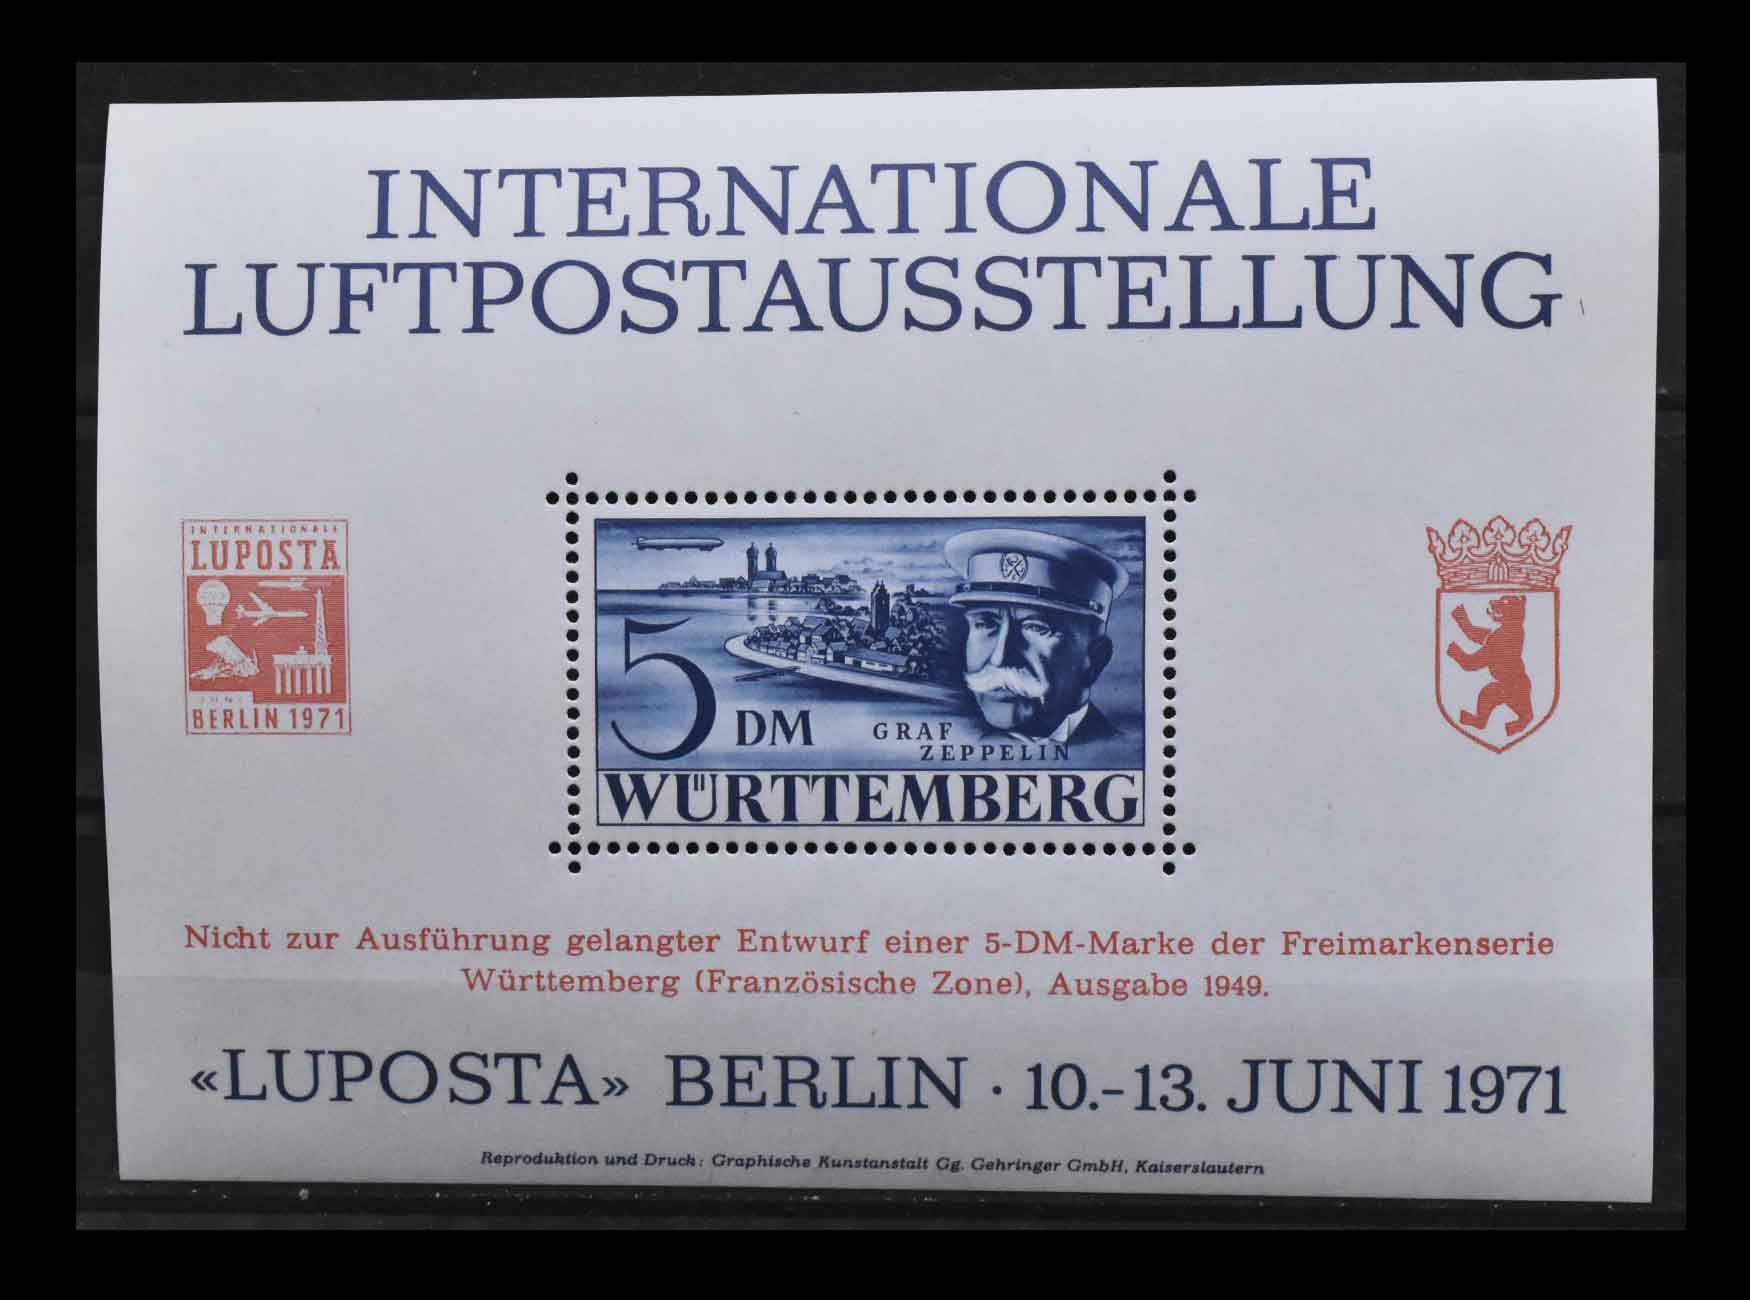 INTERNATIONALE
LUFTPOSTAUSSTELLUNG
INTERNATIONALE
LUPOSTA
JUNI
BERLIN 1971
5 DM
GRAF
ZEPPELIN
WÜRTTEMBERG
Nicht zur Ausführung gelangter Entwurf einer 5-DM-Marke der Freimarkenserie
Württemberg (Französische Zone), Ausgabe 1949.
«LUPOSTA» BERLIN · 10.-13. JUNI 1971
Reproduktion und Druck: Graphische Kunstanstalt Gg. Gehringer GmbH, Kaiserslautern